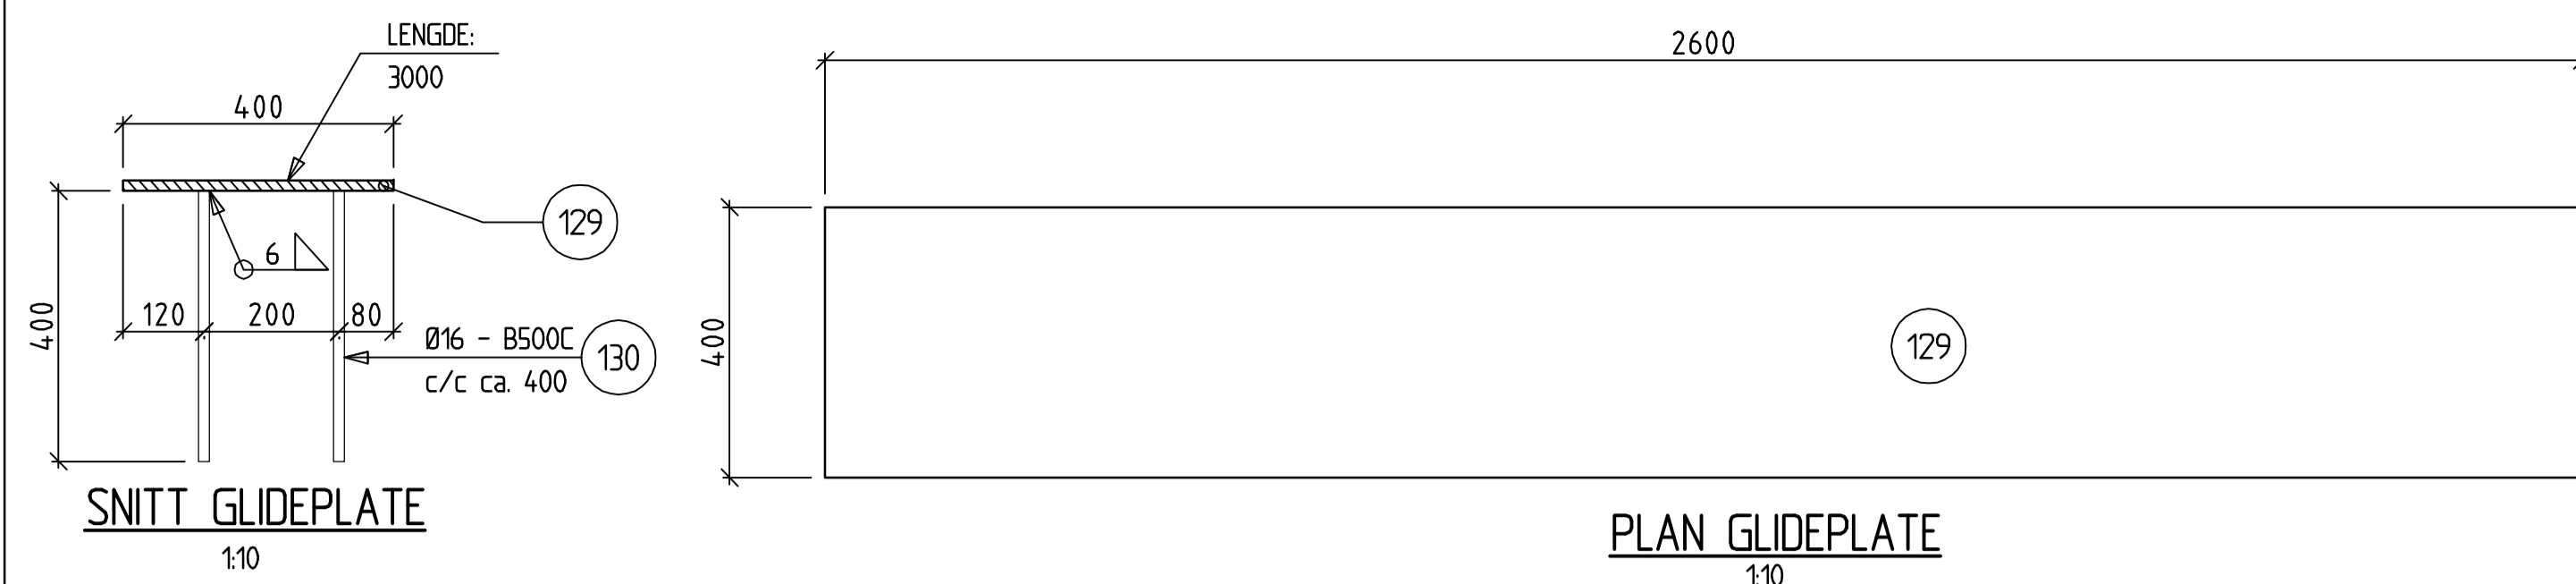 LENGDE:
3000
400
129
6
400
120 200 80
Ø16 - B500C
c/c ca. 400
130
SNITT GLIDEPLATE
1:10
2600
400
129
PLAN GLIDEPLATE
1:10